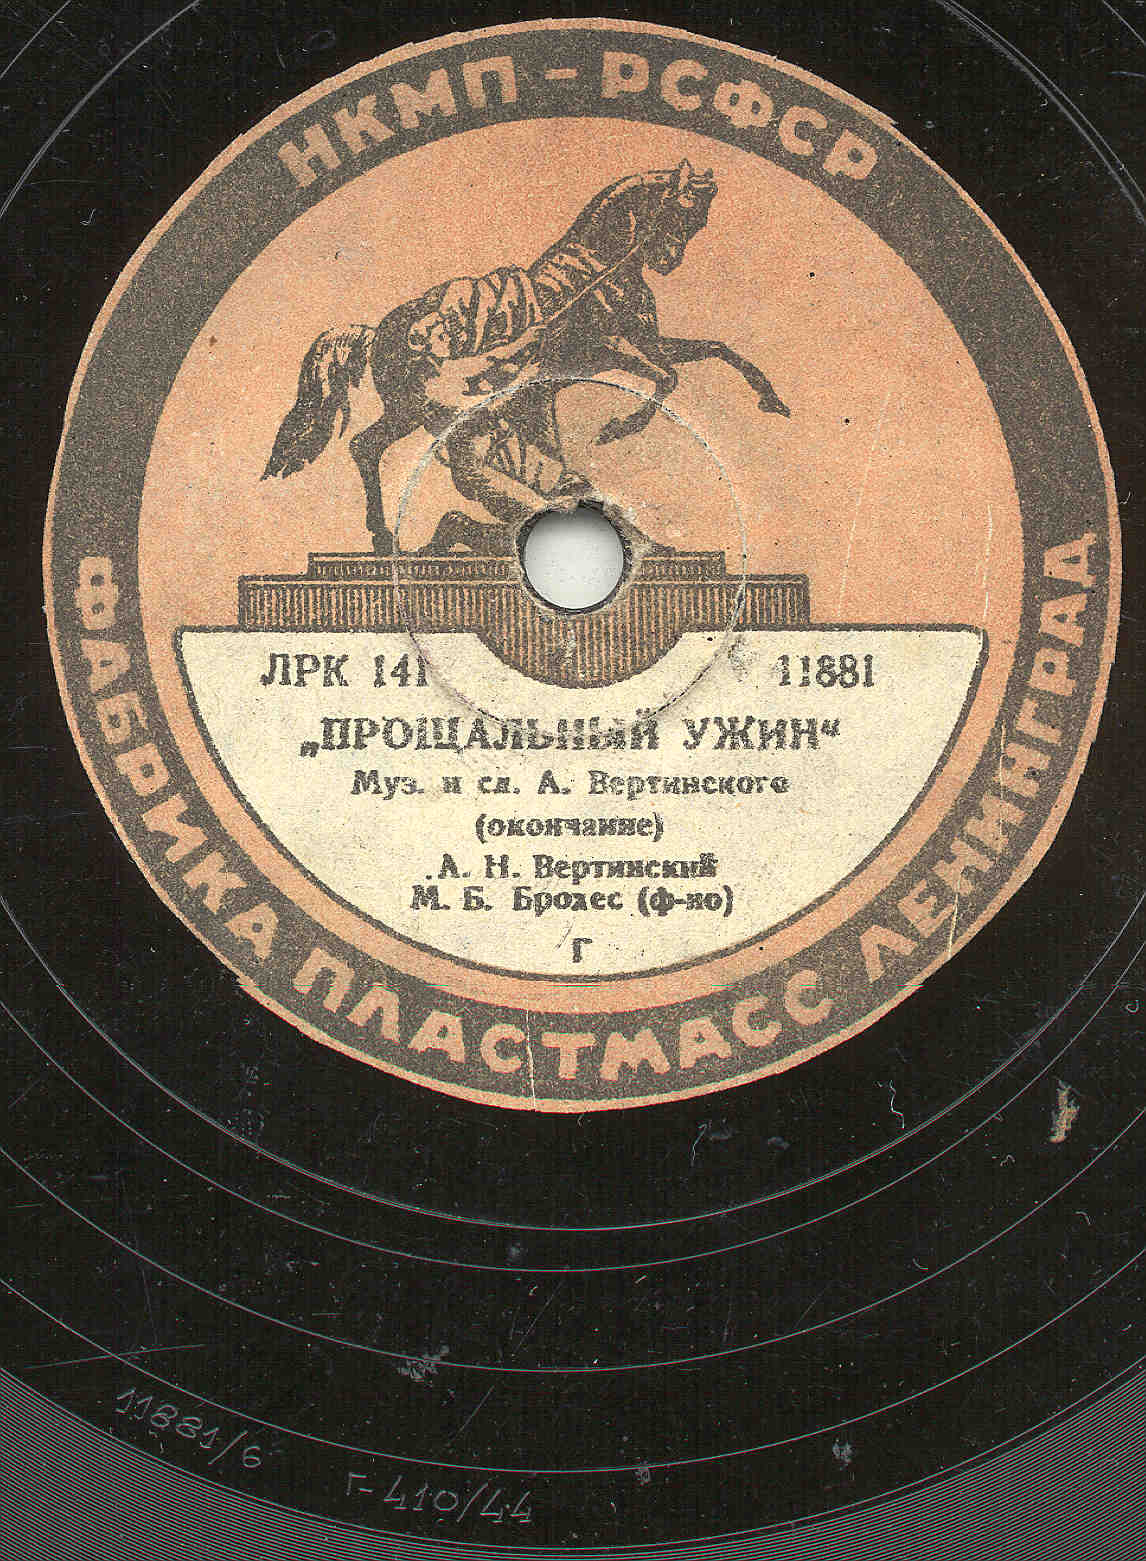 НКМП – РСФСР
ЛРК 141 11881
„ПРОЩАЛЬНЫЙ УЖИН“
Муз. и сл. А. Вертинского
(окончание)
А. Н. Вертинский
М. Б. Бродес (ф-но)
Г
ФАБРИКА ПЛАСТМАСС ЛЕНИНГРАД
11881/6
Г-410/44